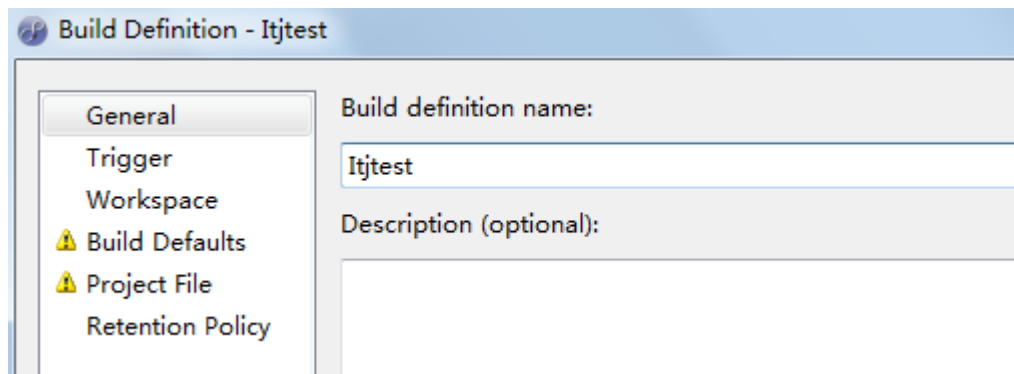 Build Definition - Itjtest
General
Trigger
Workspace
Build Defaults
Project File
Retention Policy
Build definition name:
Itjtest
Description (optional):